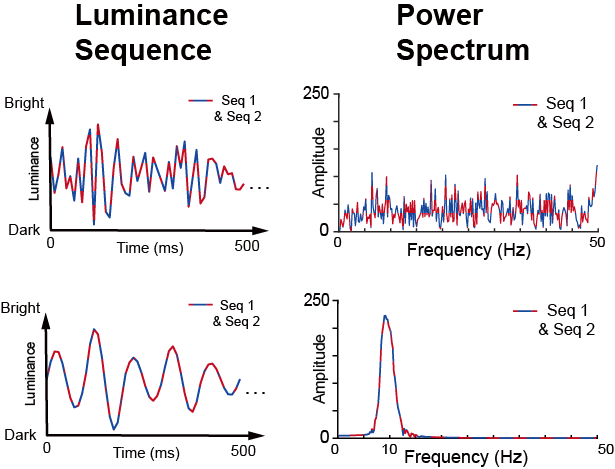 Luminance
Sequence
Power
Spectrum
Bright
Luminance
Dark
Seq 1
& Seq 2
...
0
Time (ms)
500
250
Amplitude
0
Seq 1
& Seq 2
0
Frequency (Hz)
50
Bright
Luminance
Dark
Seq 1
& Seq 2
...
0
Time (ms)
500
250
Amplitude
0
Seq 1
& Seq 2
0
10
Frequency (Hz)
50